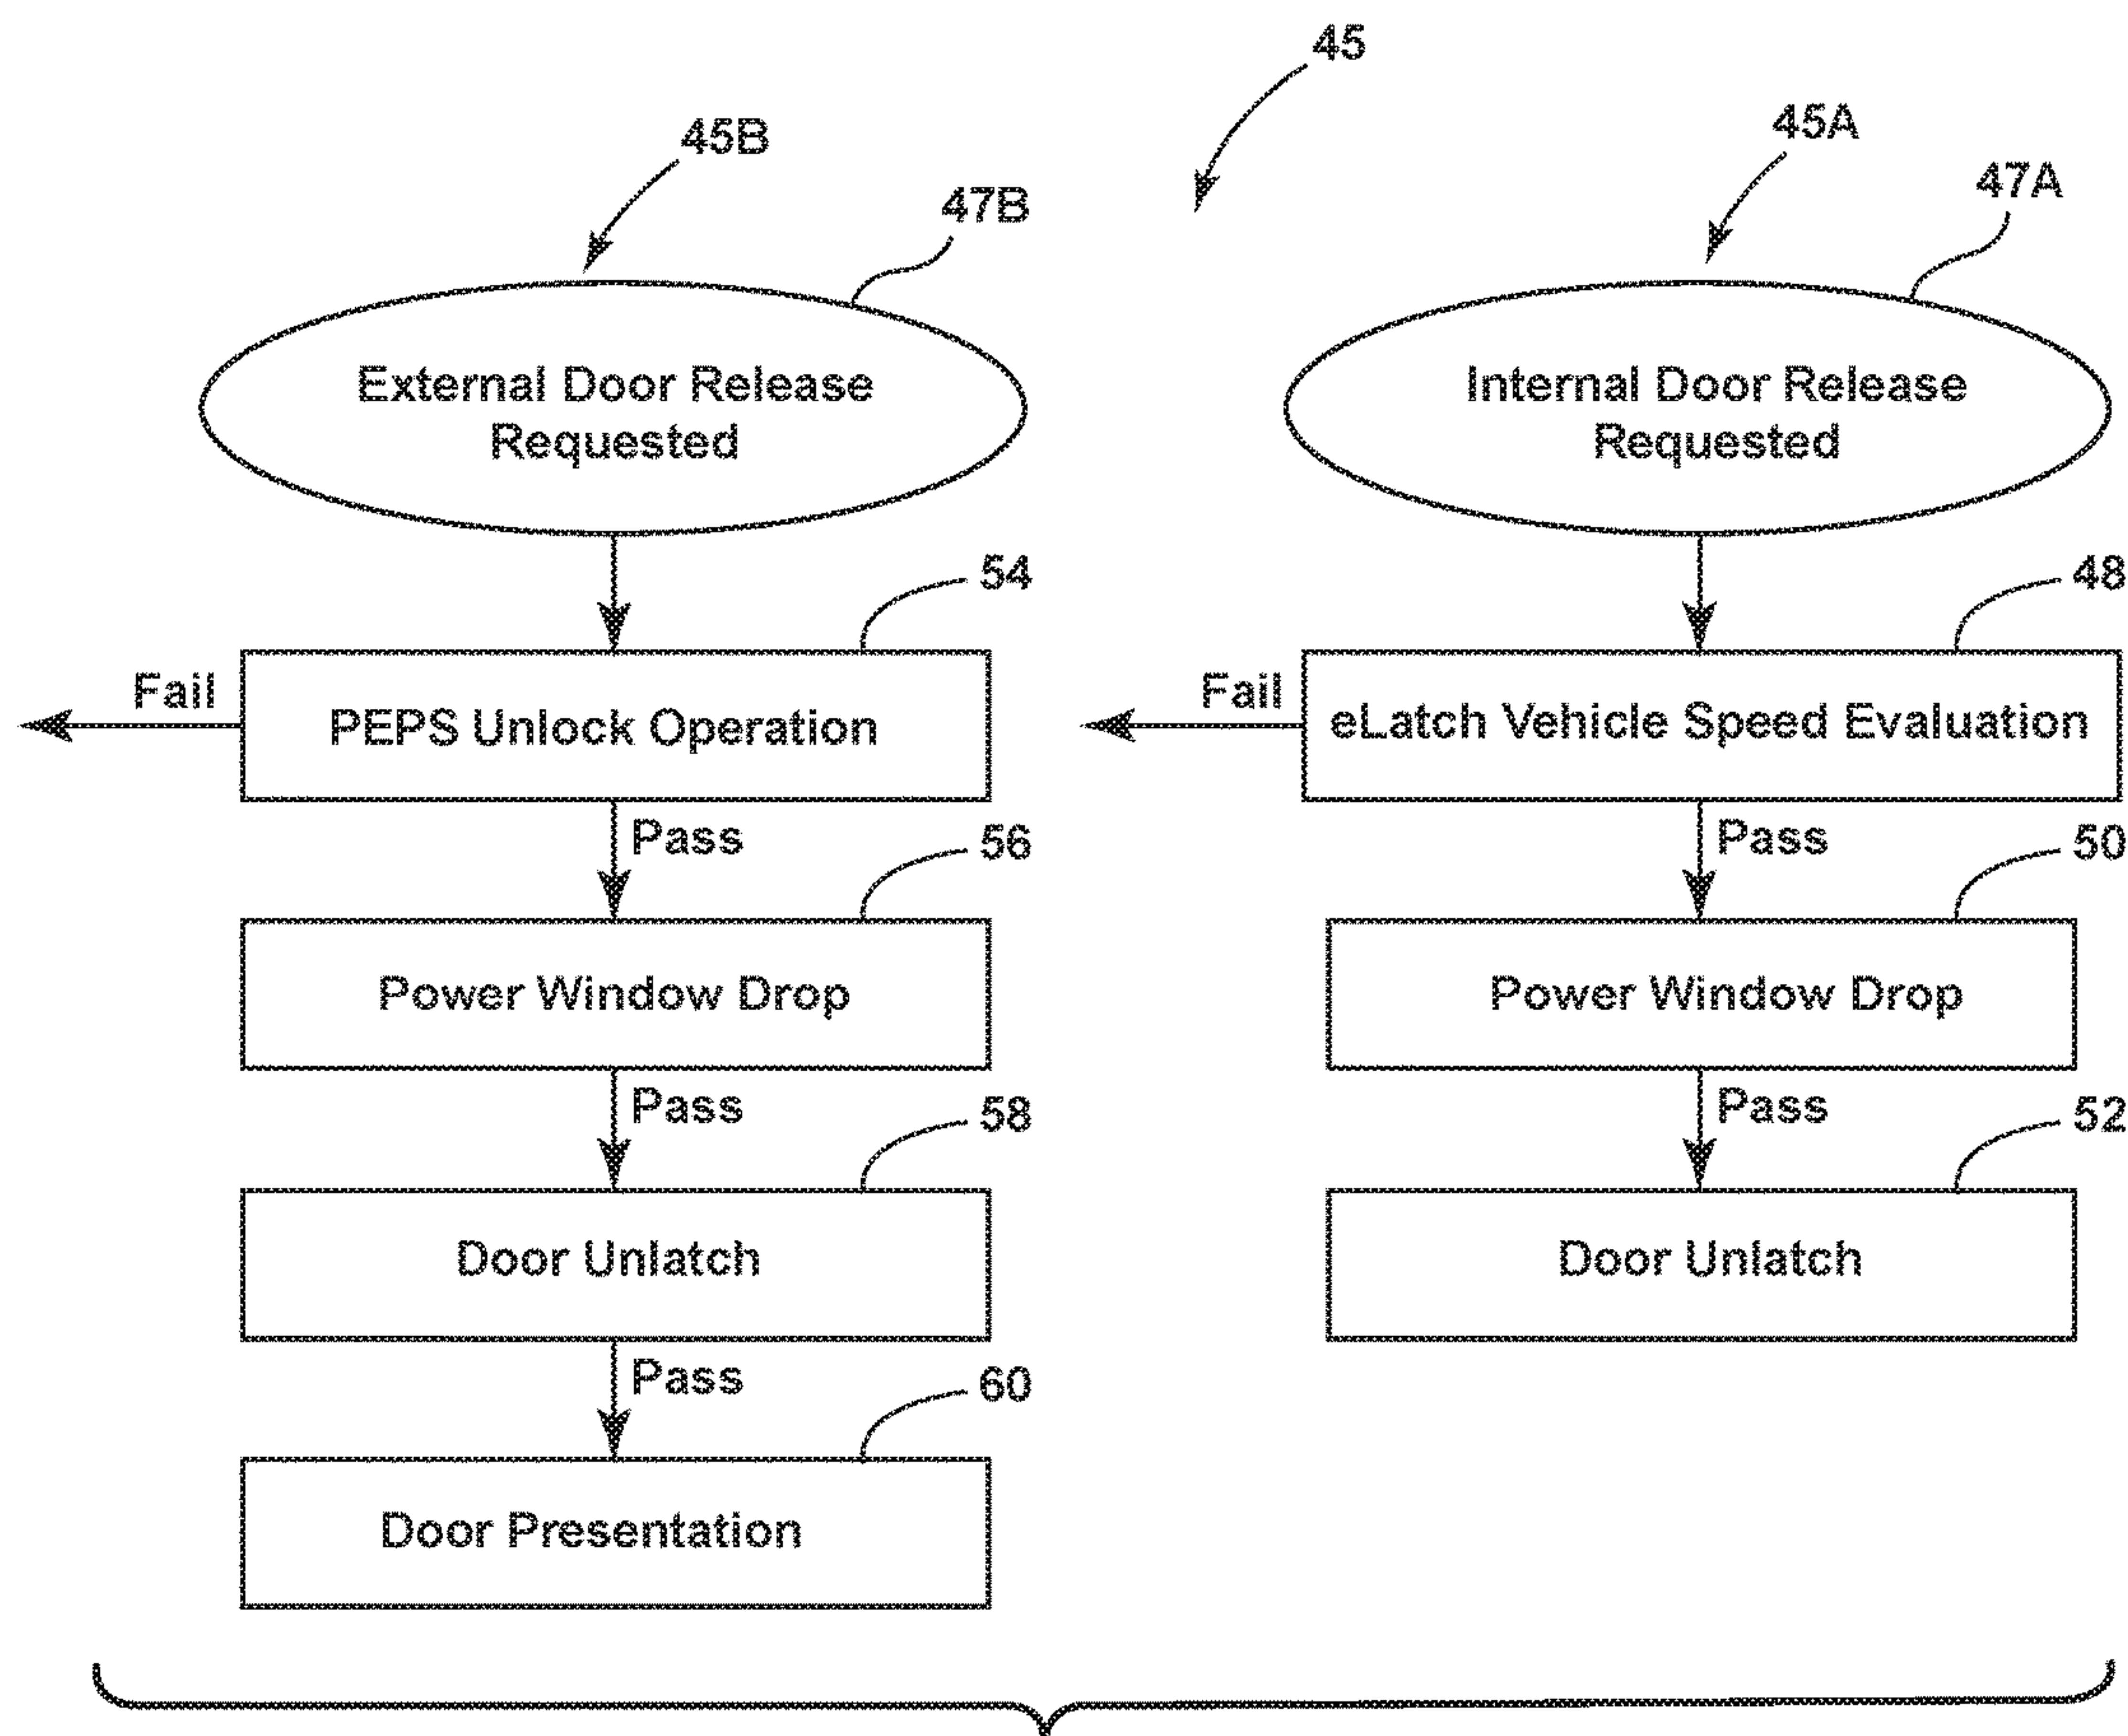 45
45B
45A
47B
47A
External Door Release
Requested
Internal Door Release
Requested
54
48
Fail
PEPS Unlock Operation
Fail
eLatch Vehicle Speed Evaluation
Pass
56
Pass
50
Power Window Drop
Power Window Drop
Pass
58
Pass
52
Door Unlatch
Door Unlatch
Pass
60
Door Presentation